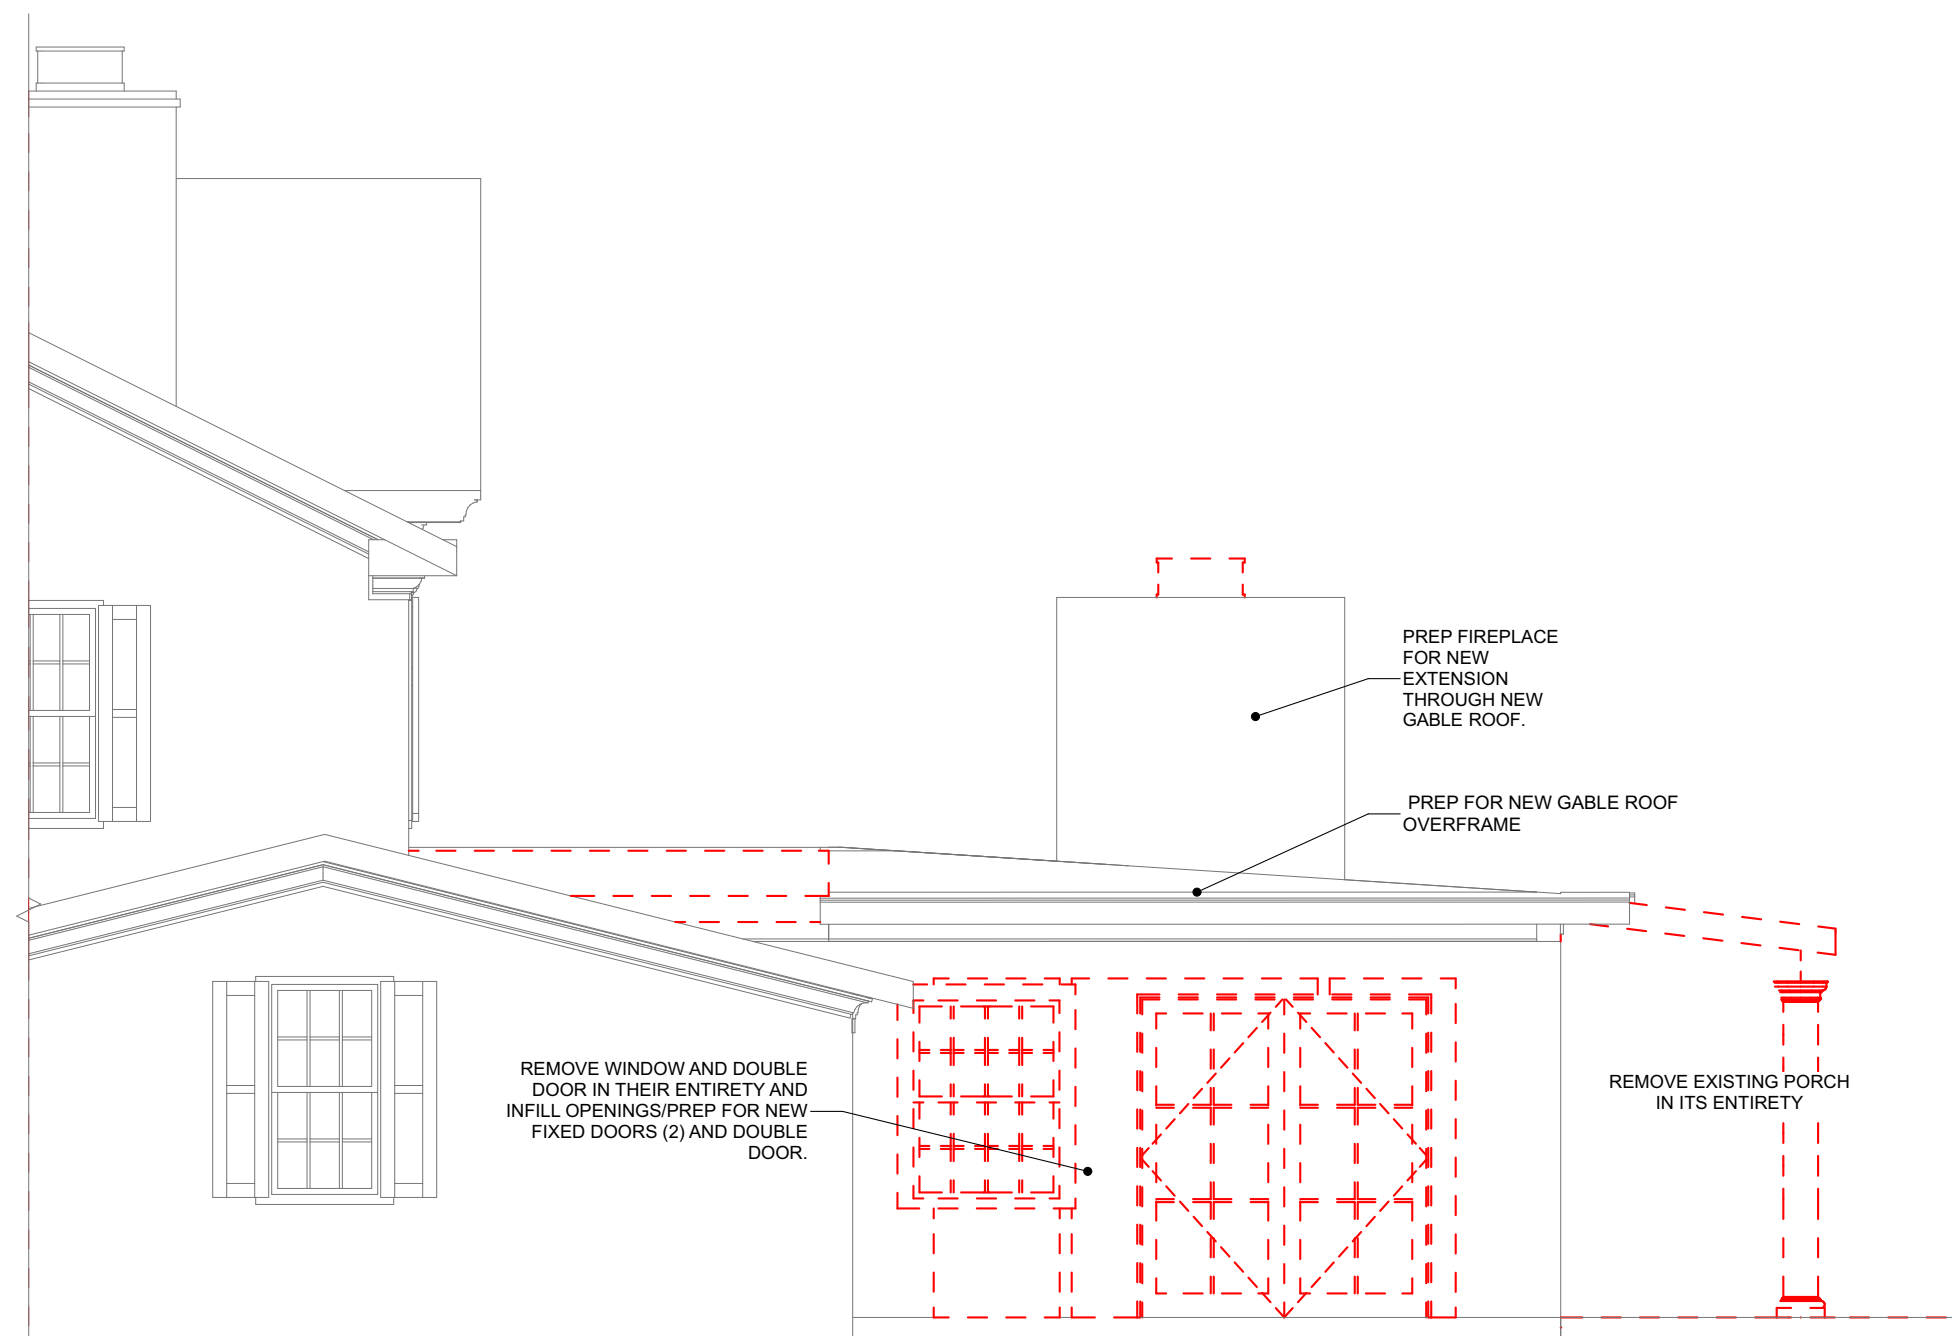 PREP FIREPLACE
FOR NEW
EXTENSION
THROUGH NEW
GABLE ROOF.
PREP FOR NEW GABLE ROOF
OVERFRAME
REMOVE WINDOW AND DOUBLE
DOOR IN THEIR ENTIRETY AND
INFILL OPENINGS/PREP FOR NEW
FIXED DOORS (2) AND DOUBLE
DOOR.
REMOVE EXISTING PORCH
IN ITS ENTIRETY